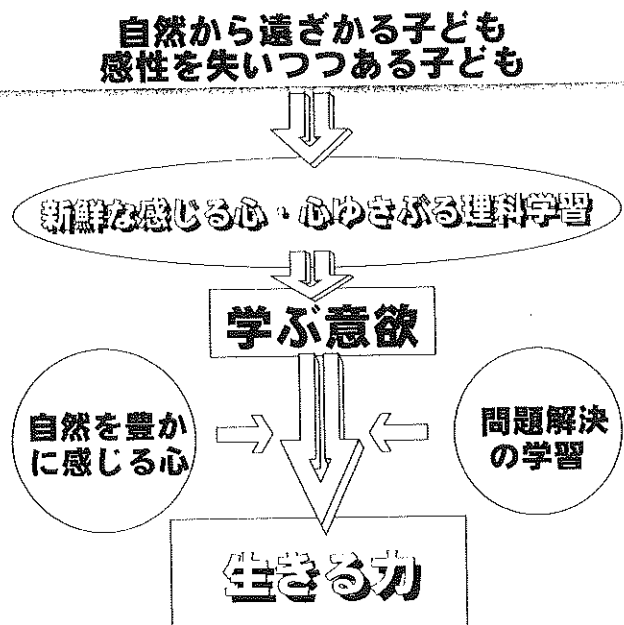 自然から遠ざかる子ども
感性を失いつつある子ども
新鮮な感じる心・心ゆさぶる理科学習
学ぶ意欲
自然を豊か
に感じる心
問題解決
の学習
生きる力